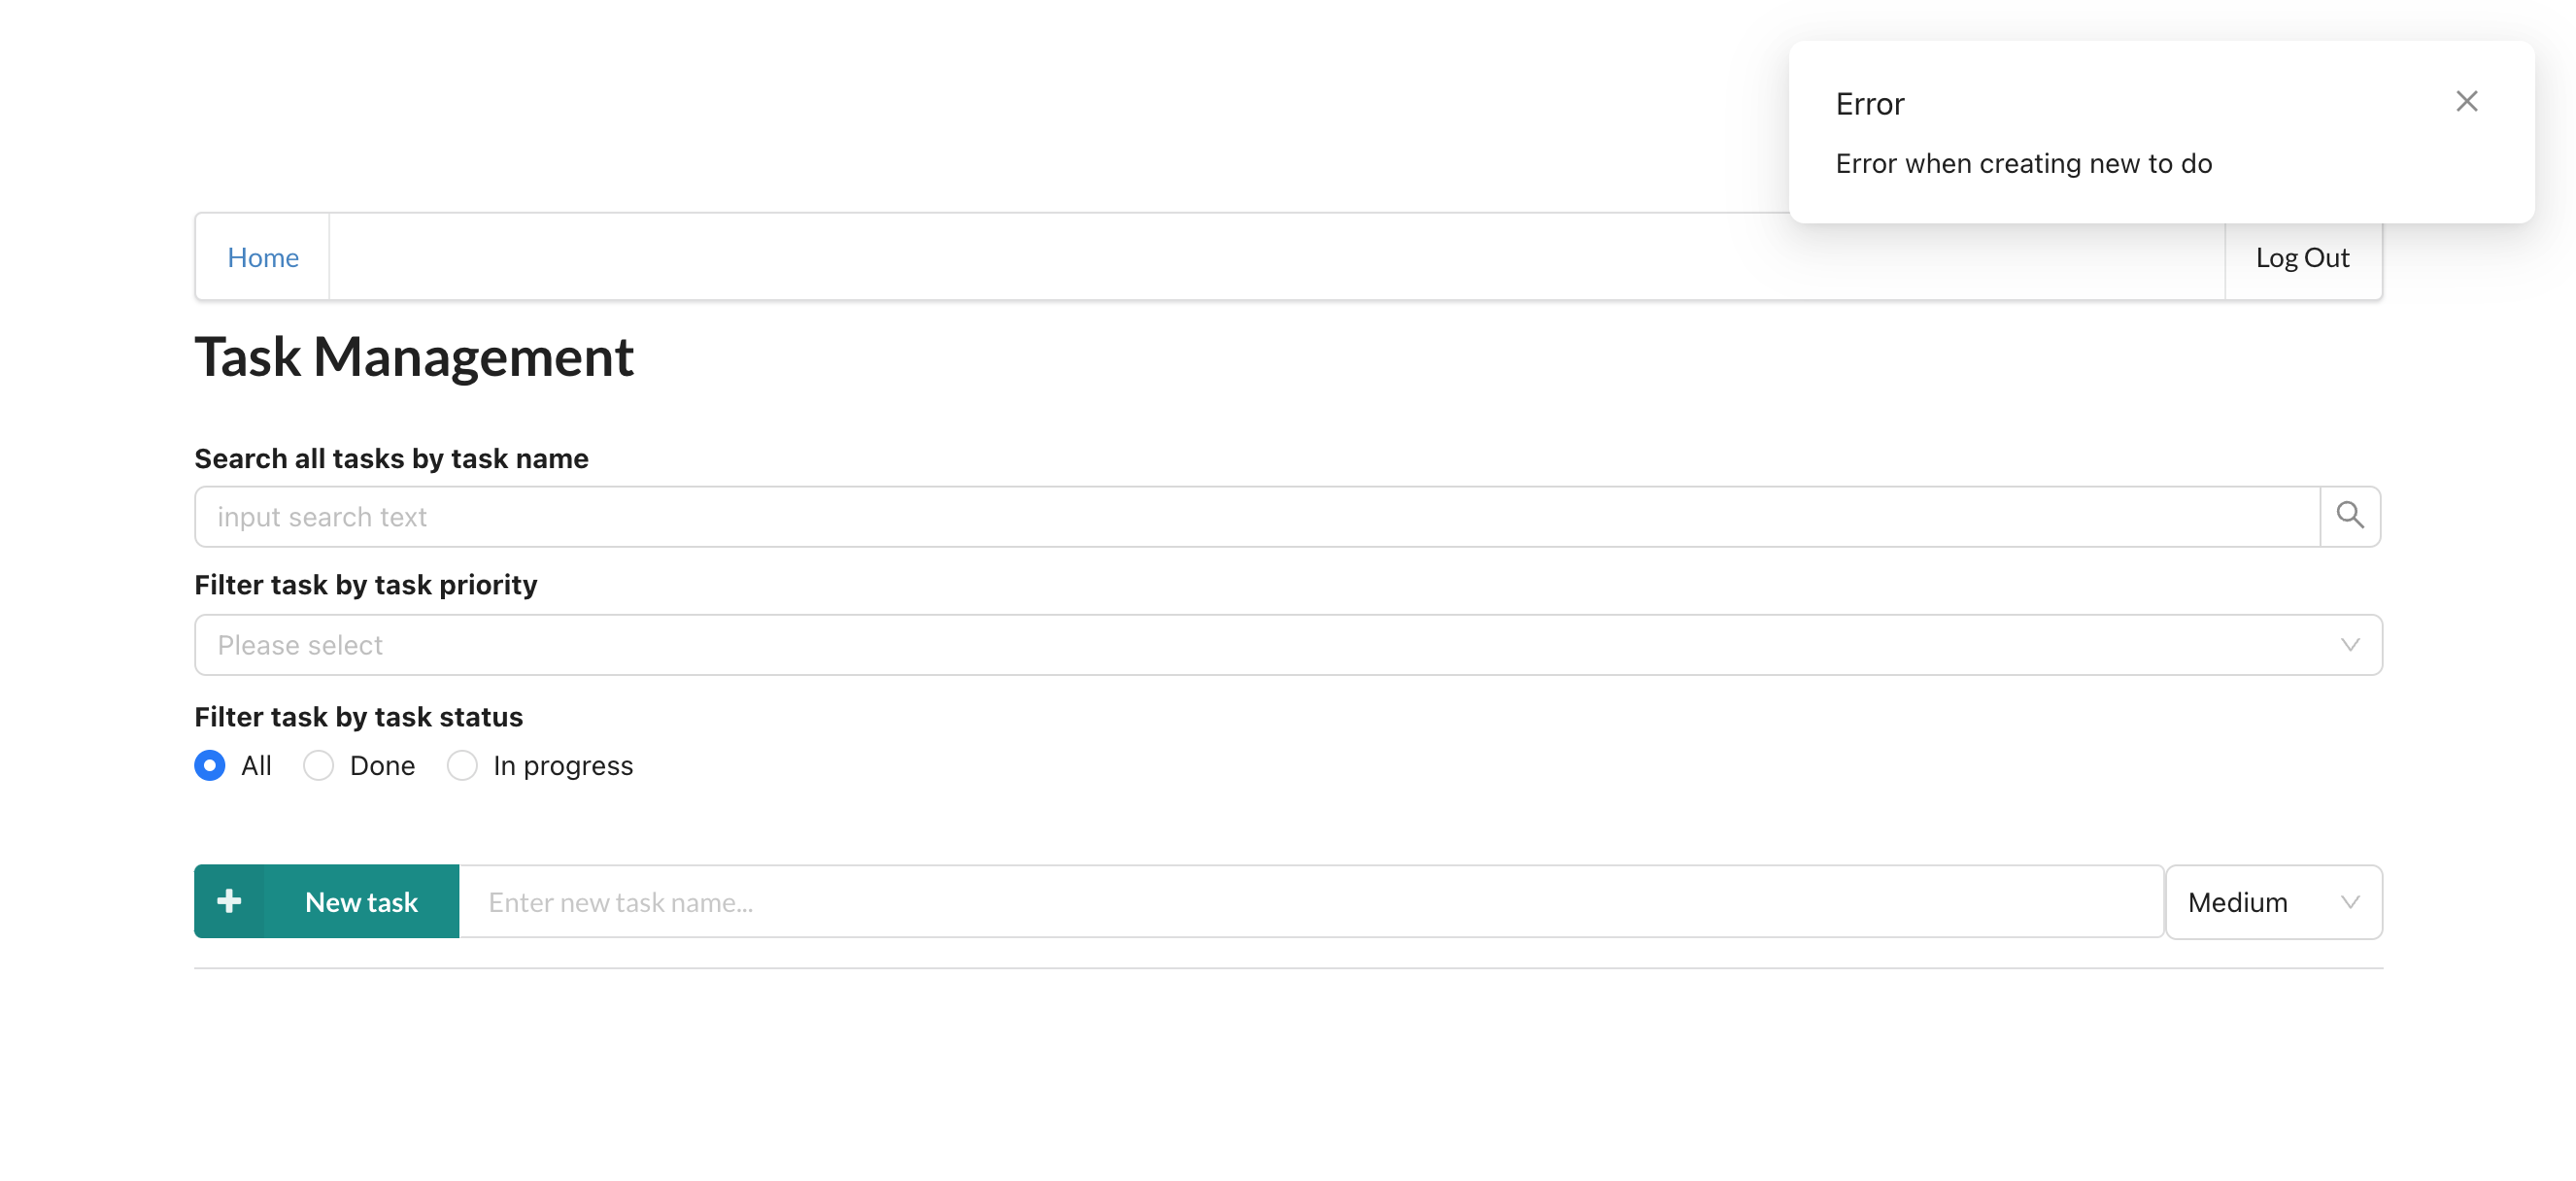 Error
Error when creating new to do
Home
Log Out
Task Management
Search all tasks by task name
input search text
Filter task by task priority
Please select
Filter task by task status
All Done In progress
New task Enter new task name... Medium